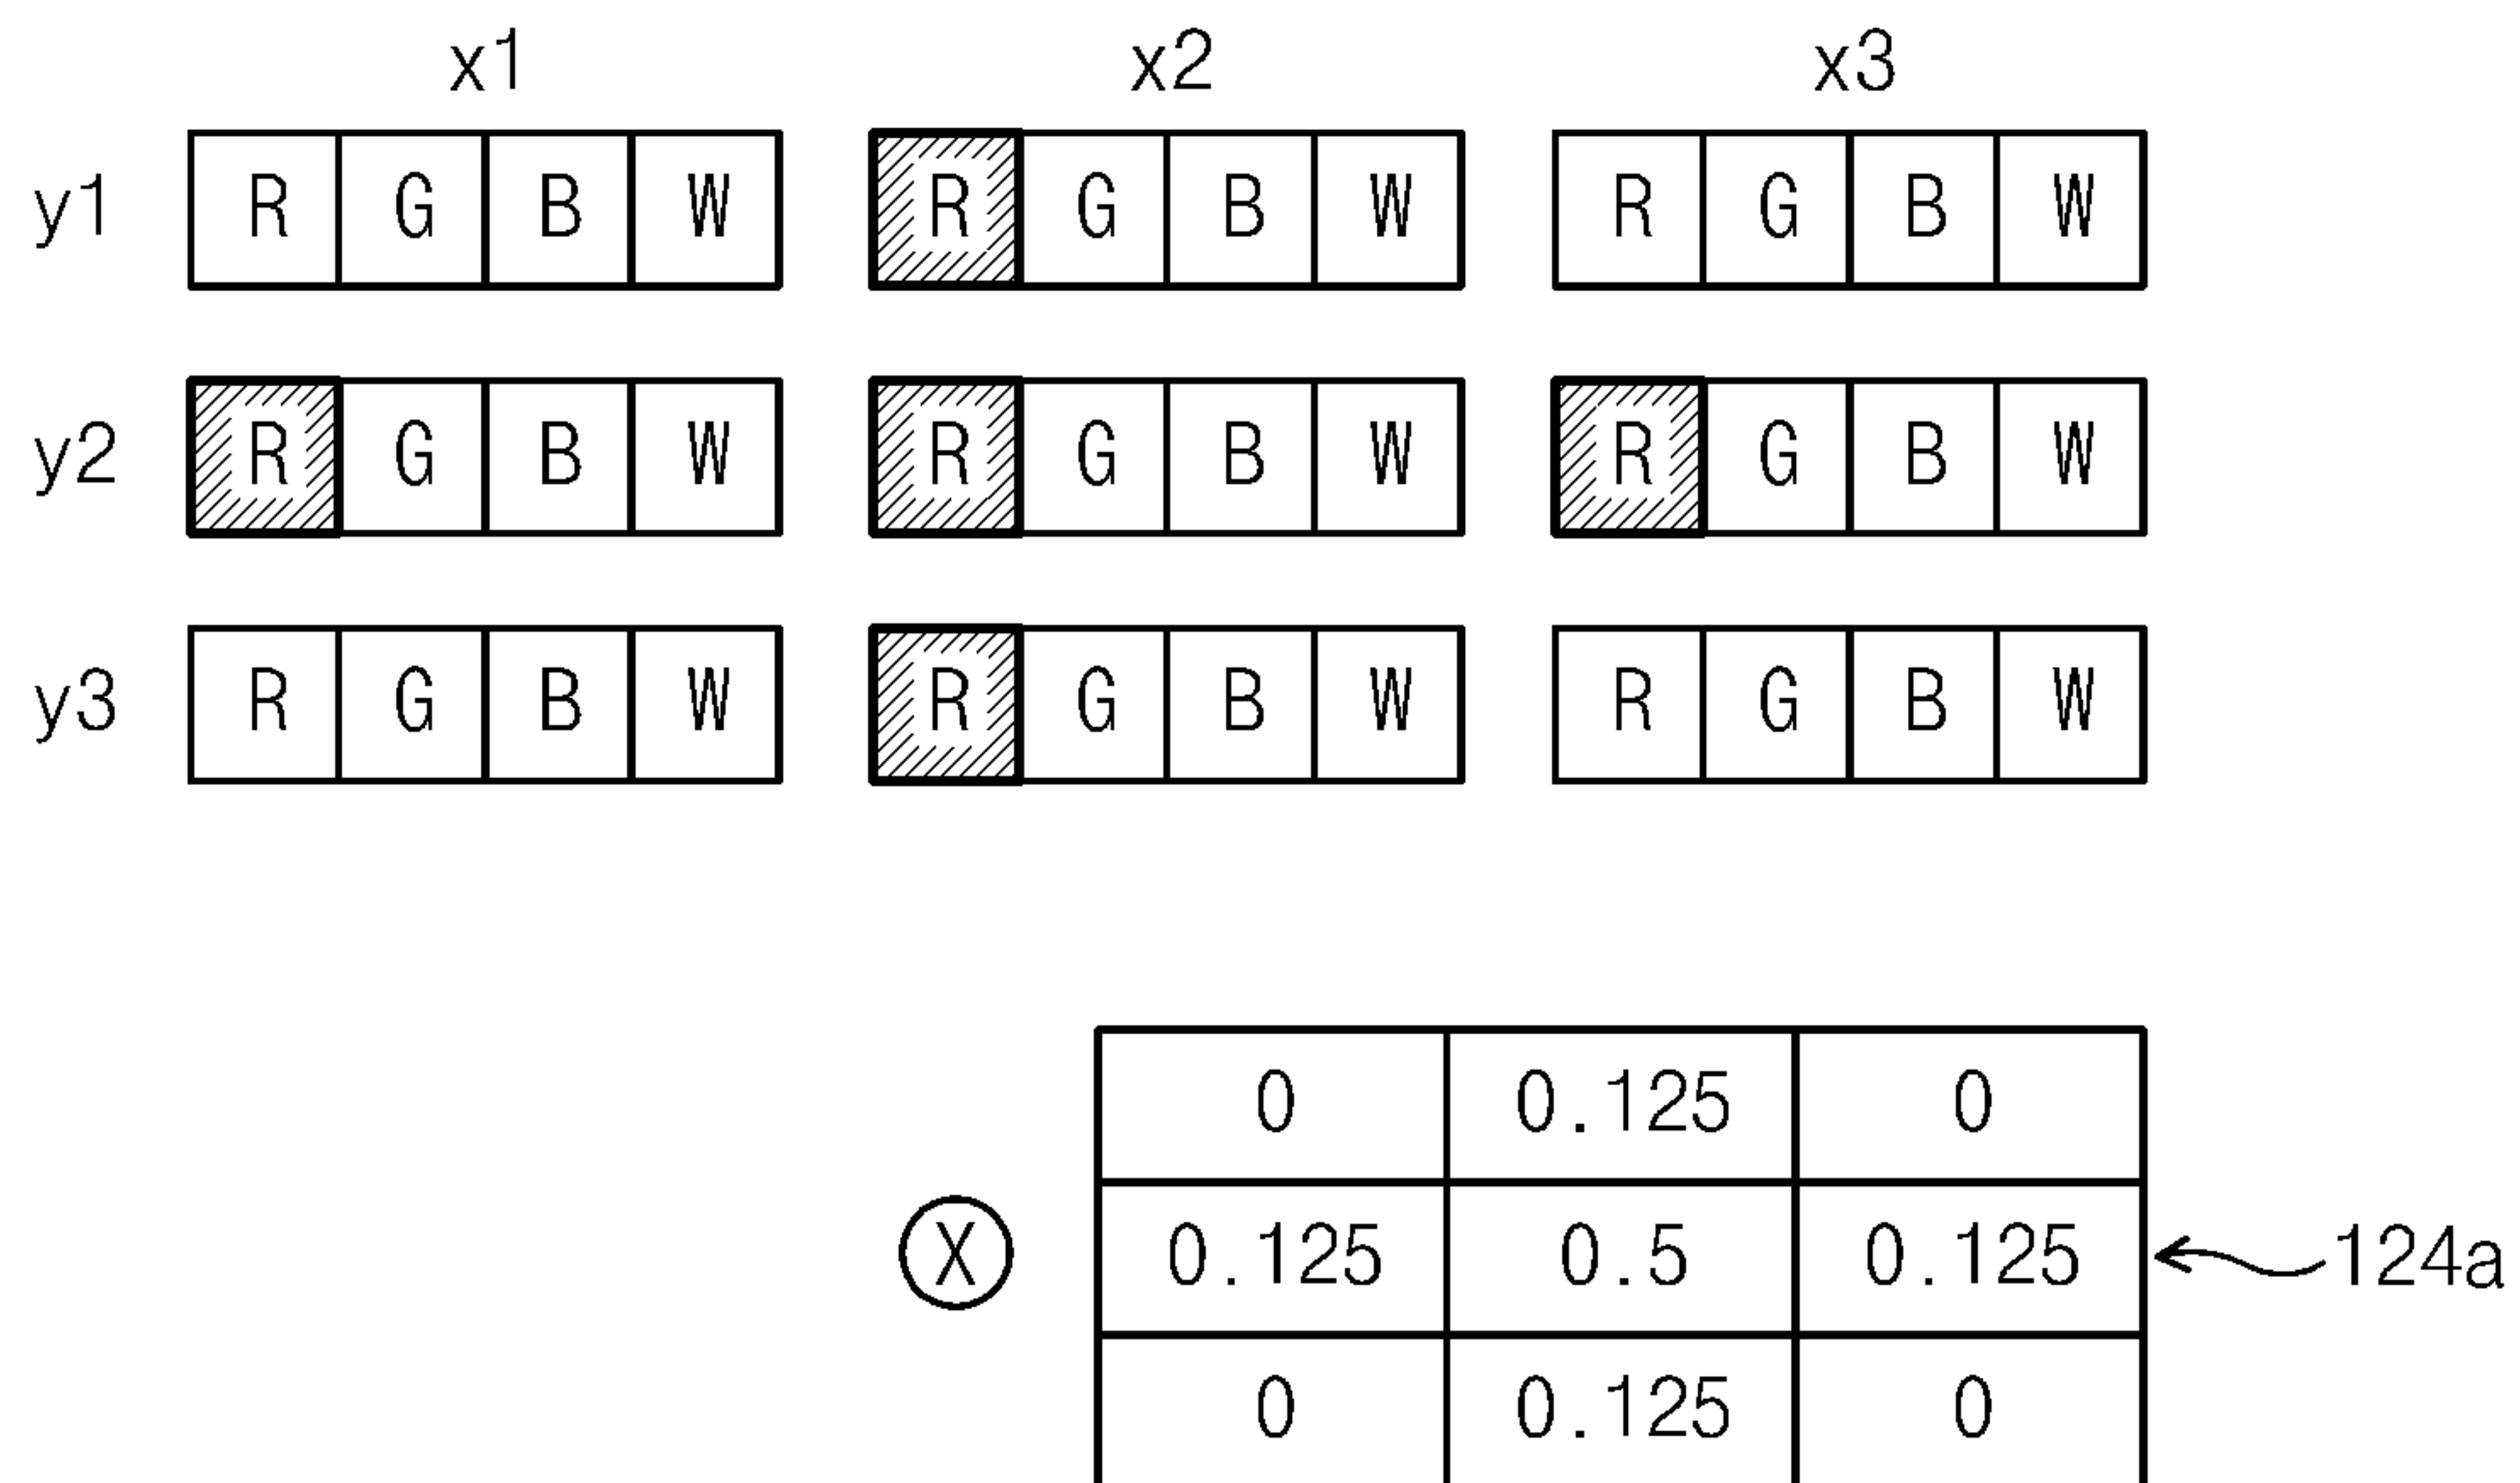 x1 x2 x3
y1 R G B W R G B W R G B W
y2 R G B W R G B W R G B W
y3 R G B W R G B W R G B W
0 0.125 0
X 0.125 0.5 0.125 124a
0 0.125 0